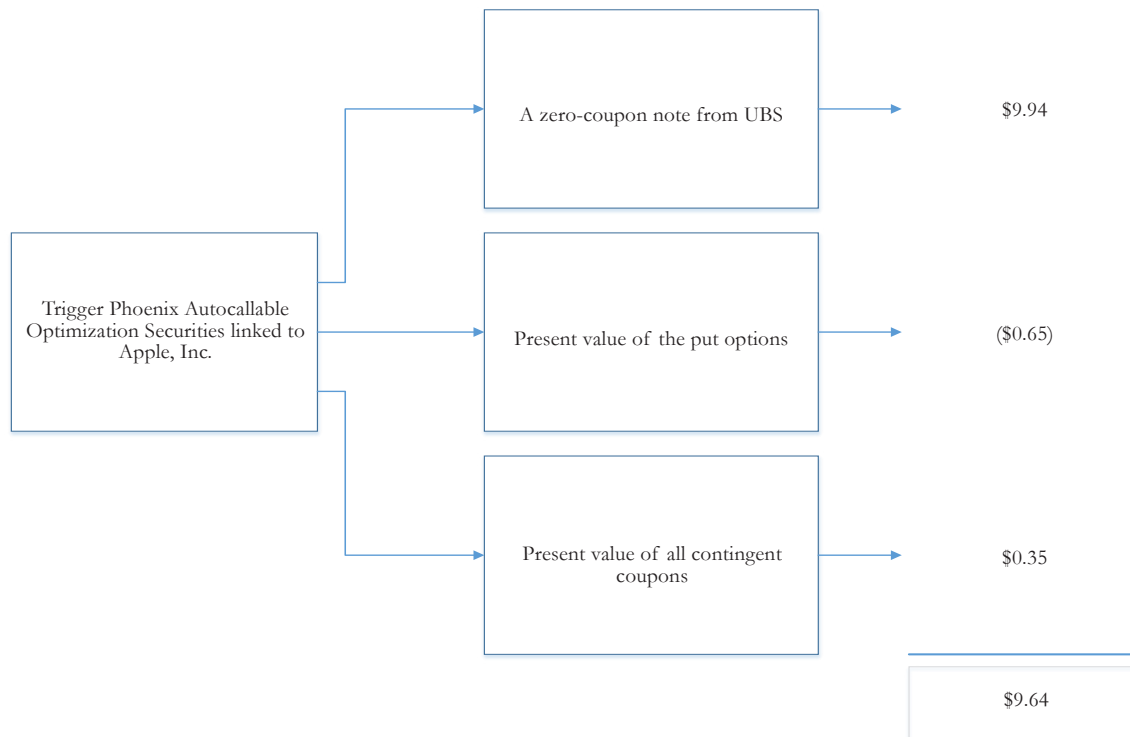 A zero-coupon note from UBS
$9.94
Trigger Phoenix Autocallable
Optimization Securities linked to
Apple, Inc.
Present value of the put options
($0.65)
Present value of all contingent
coupons
$0.35
$9.64